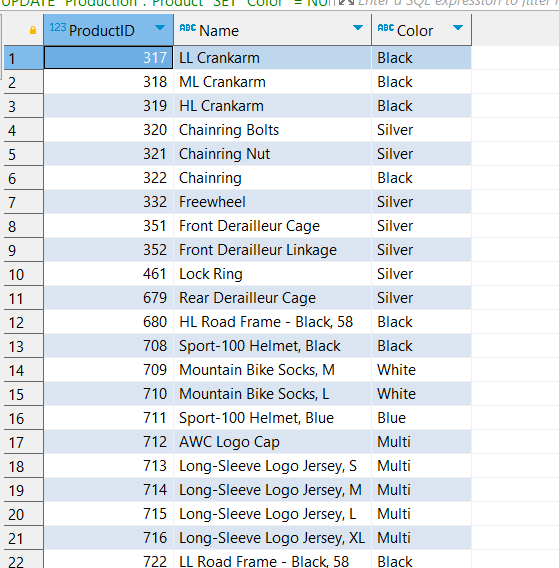 UPDATE "Production"."Product" SET "Color" = NU Enter a SQL expression to filter r
123 ProductID ABC Name ABC Color
1 317 LL Crankarm Black
2 318 ML Crankarm Black
3 319 HL Crankarm Black
4 320 Chainring Bolts Silver
5 321 Chainring Nut Silver
6 322 Chainring Black
7 332 Freewheel Silver
8 351 Front Derailleur Cage Silver
9 352 Front Derailleur Linkage Silver
10 461 Lock Ring Silver
11 679 Rear Derailleur Cage Silver
12 680 HL Road Frame - Black, 58 Black
13 708 Sport-100 Helmet, Black Black
14 709 Mountain Bike Socks, M White
15 710 Mountain Bike Socks, L White
16 711 Sport-100 Helmet, Blue Blue
17 712 AWC Logo Cap Multi
18 713 Long-Sleeve Logo Jersey, S Multi
19 714 Long-Sleeve Logo Jersey, M Multi
20 715 Long-Sleeve Logo Jersey, L Multi
21 716 Long-Sleeve Logo Jersey, XL Multi
22 722 LL Road Frame - Black, 58 Black